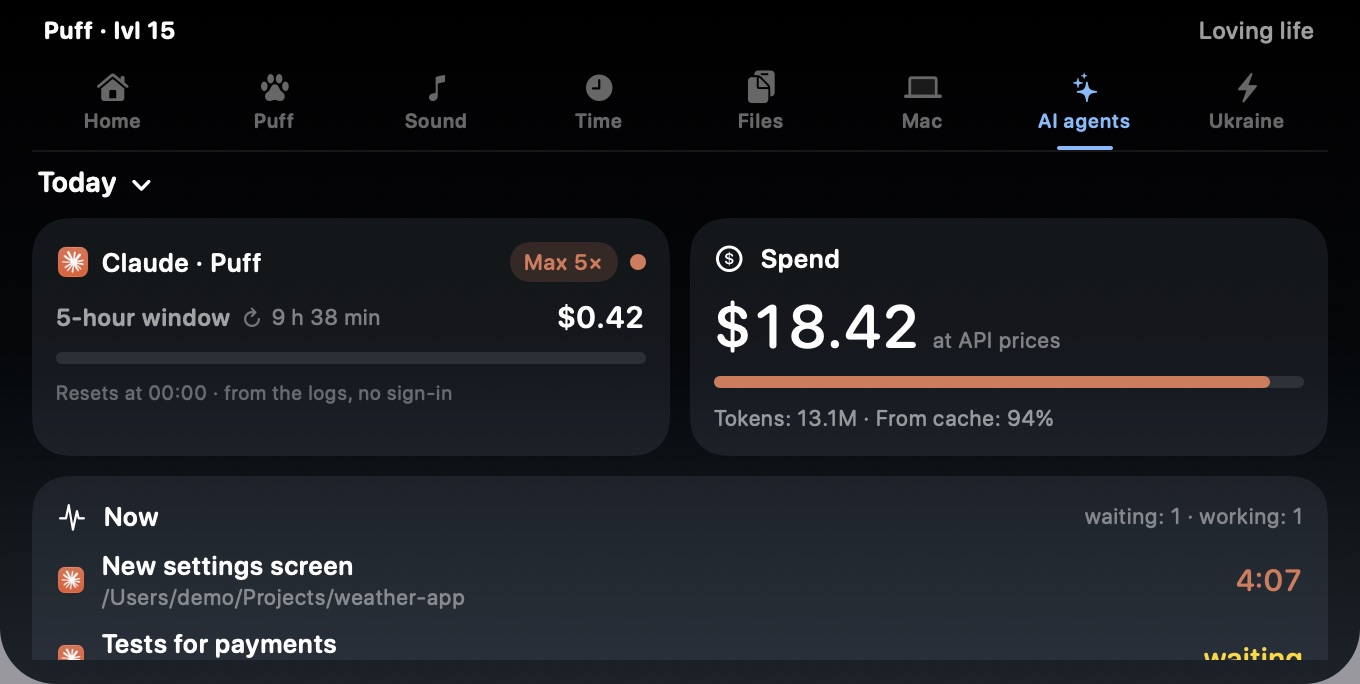 Puff · lvl 15
Loving life
Home
Puff
Sound
Time
Files
Mac
AI agents
Ukraine
Today
Claude · Puff
Max 5×
5-hour window 9 h 38 min
$0.42
Resets at 00:00 · from the logs, no sign-in
Spend
$18.42 at API prices
Tokens: 13.1M · From cache: 94%
Now
waiting: 1 · working: 1
New settings screen
/Users/demo/Projects/weather-app
4:07
Tests for payments
waiting